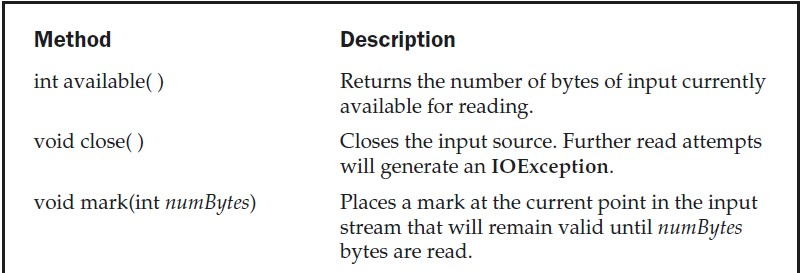 Method Description
int available( ) Returns the number of bytes of input currently
available for reading.
void close( ) Closes the input source. Further read attempts
will generate an IOException.
void mark(int numBytes) Places a mark at the current point in the input
stream that will remain valid until numBytes
bytes are read.